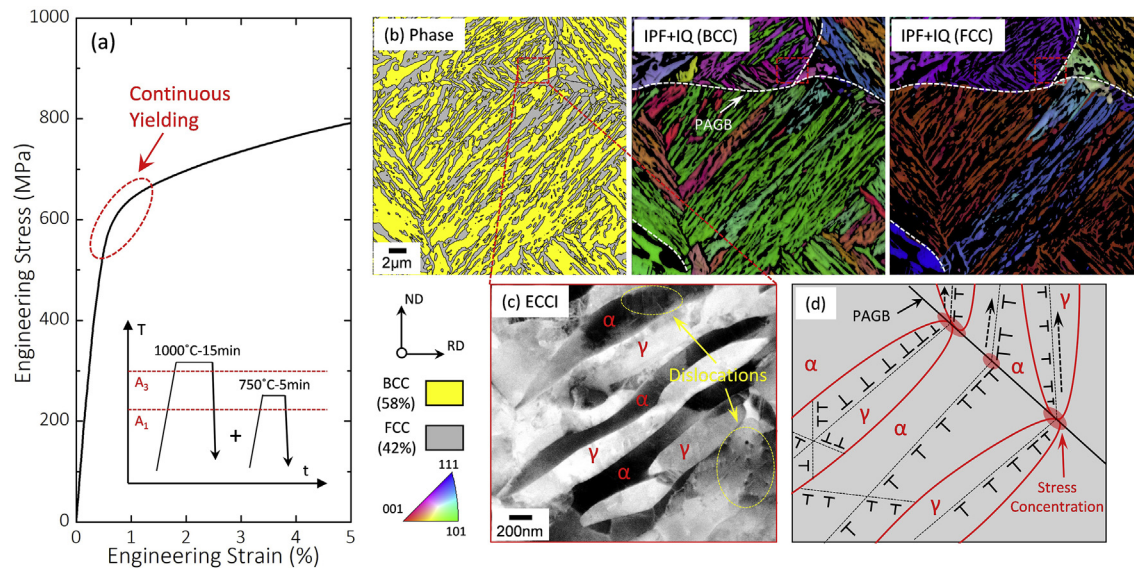 (a)
Continuous
Yielding
1000
800
600
400
200
0
Engineering Stress (MPa)
0 1 2 3 4 5
Engineering Strain (%)
T
1000˚C-15min
A3
750˚C-5min
A1
+
t
(b) Phase
2μm
IPF+IQ (BCC)
PAGB
IPF+IQ (FCC)
ND
RD
BCC
(58%)
FCC
(42%)
111
001
101
(c) ECCI
α
γ
Dislocations
α
γ
γ
α
200nm
(d)
PAGB
γ
α
α
γ
α
γ
Stress
Concentration